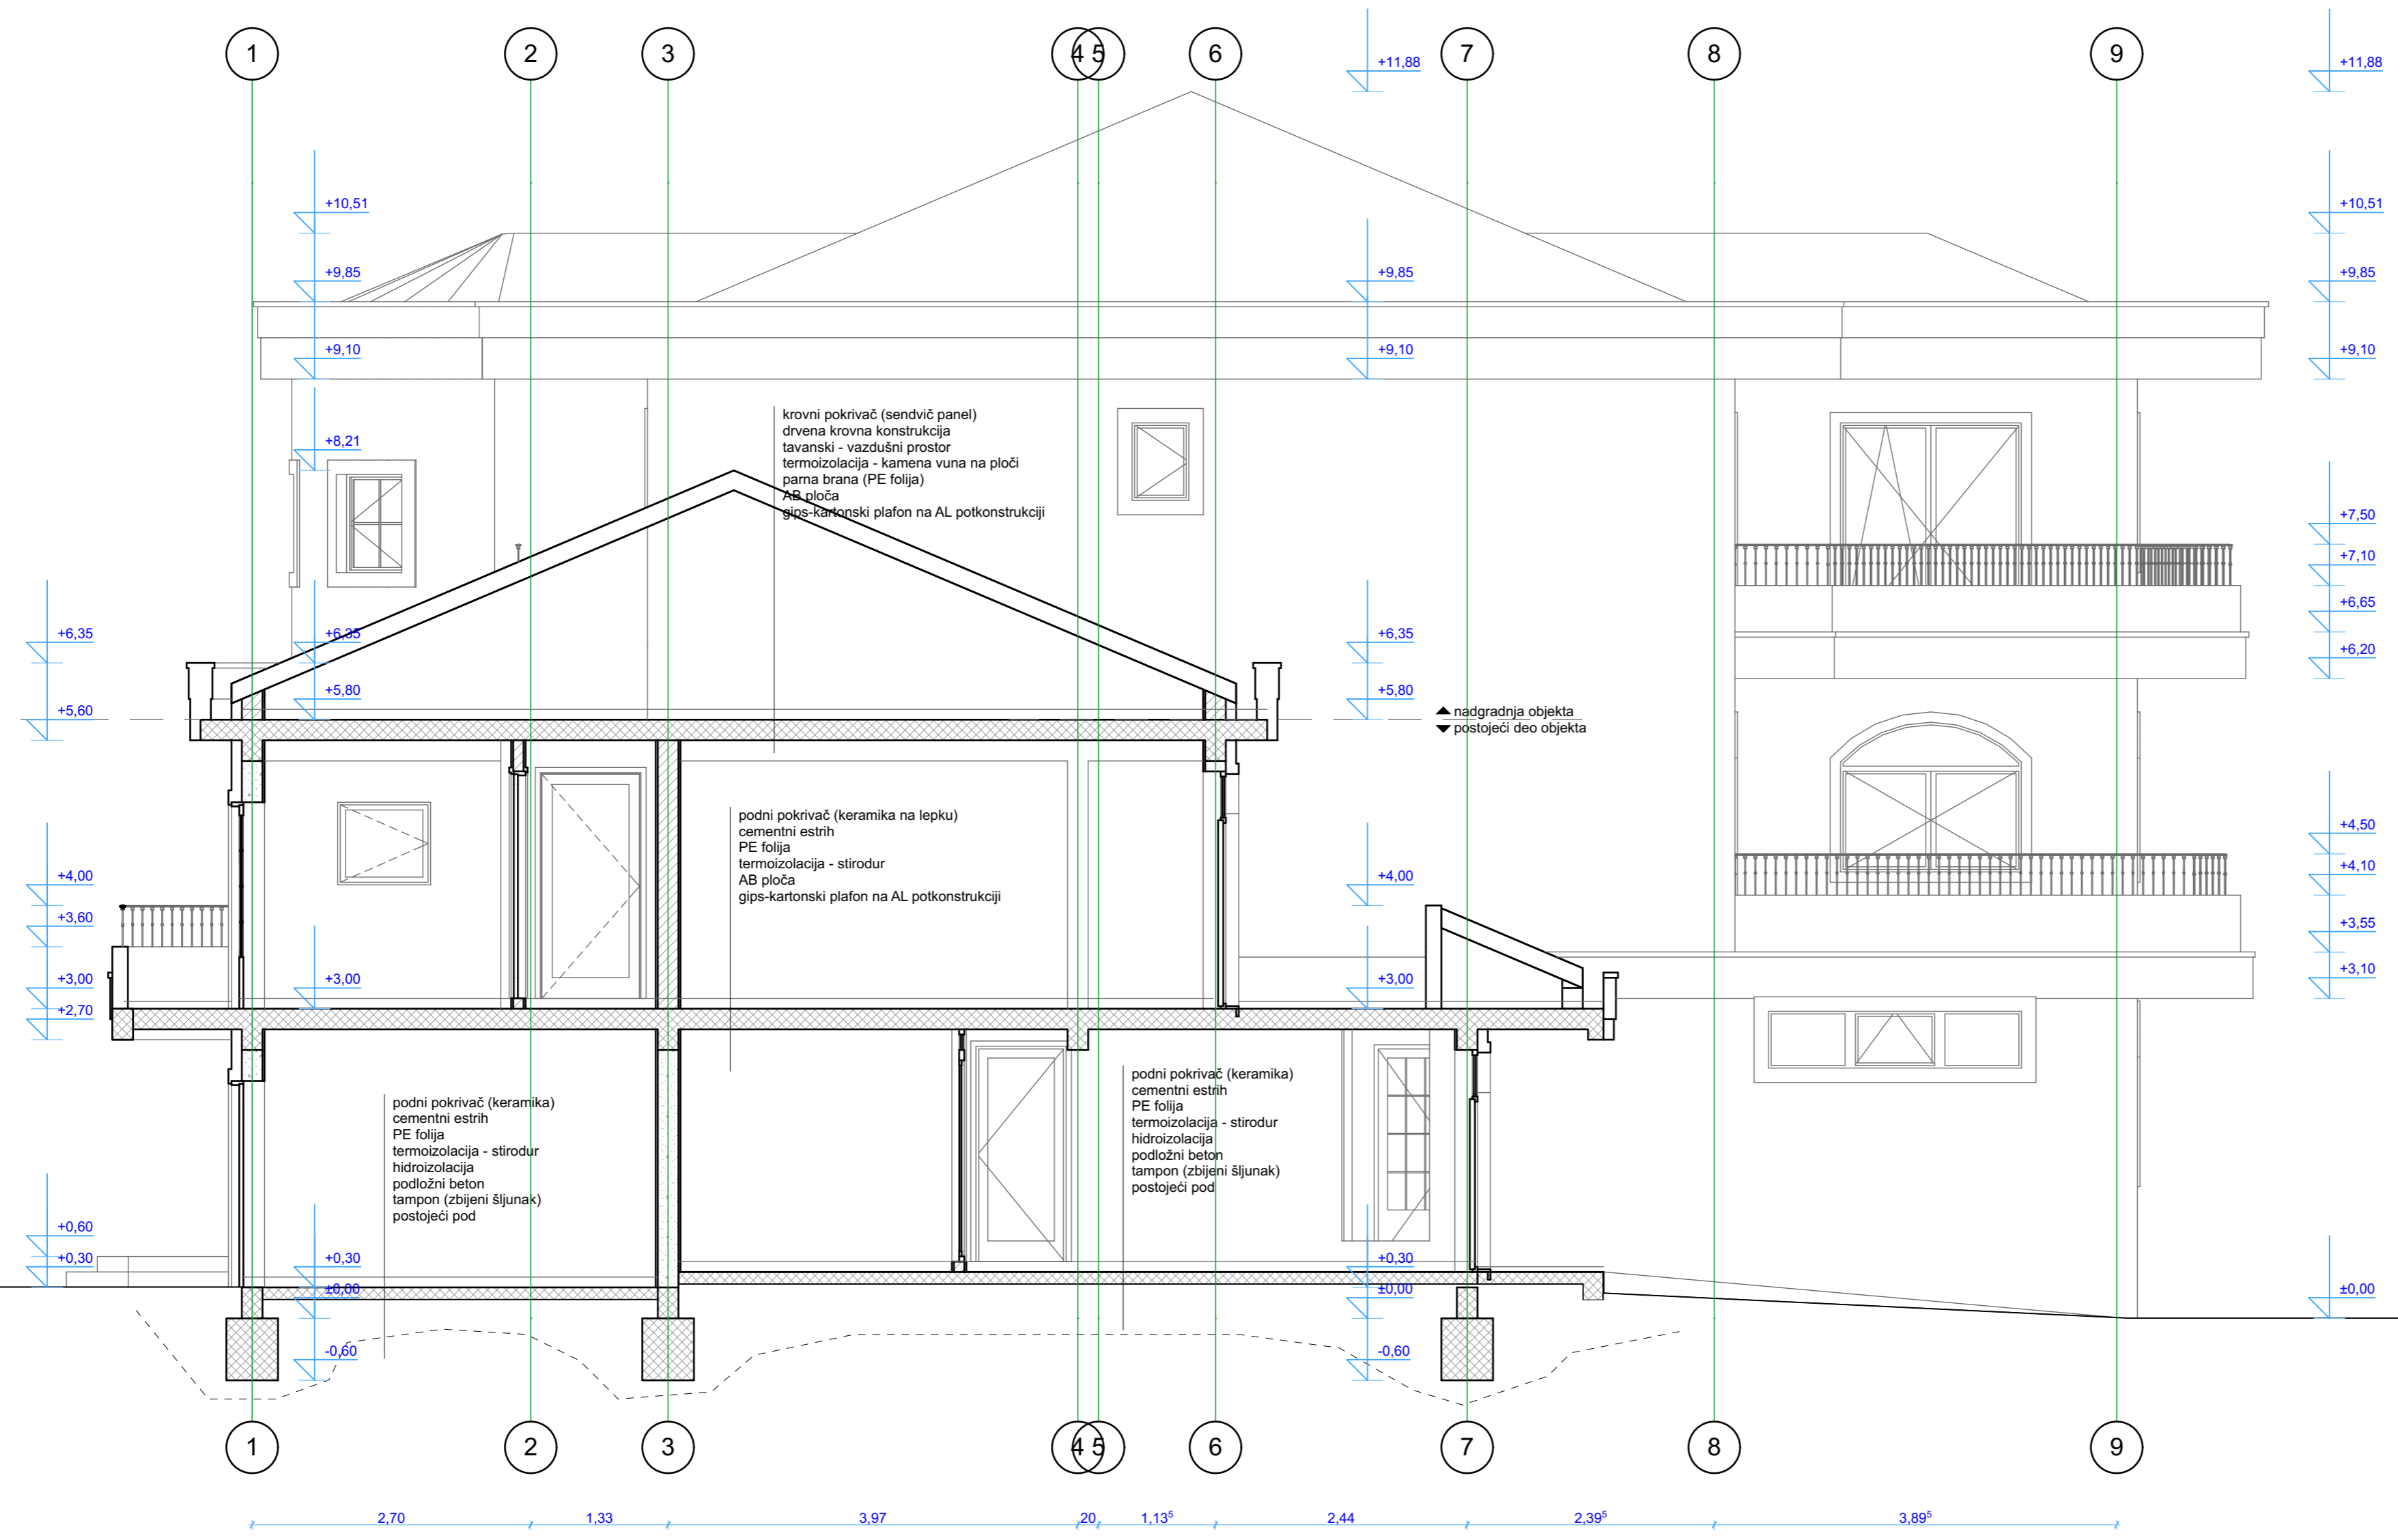 1 2 3 4 5 6 7 8 9
+11,88 +11,88
+10,51 +10,51
+9,85 +9,85 +9,85
+9,10 +9,10 +9,10
krovni pokrivač (sendvič panel)
drvena krovna konstrukcija
tavanski - vazdušni prostor
termoizolacija - kamena vuna na ploči
parna brana (PE folija)
AB ploča
gips-kartonski plafon na AL potkonstrukciji
+8,21
+7,50
+7,10
+6,65
+6,35 +6,35 +6,35
+6,20
+5,80 +5,80
+5,60
nadgradnja objekta
postojeći deo objekta
podni pokrivač (keramika na lepku)
cementni estrih
PE folija
termoizolacija - stirodur
AB ploča
gips-kartonski plafon na AL potkonstrukciji
+4,50
+4,10
+4,00 +4,00
+3,60
+3,55
+3,00 +3,00 +3,00
+3,10
+2,70
podni pokrivač (keramika)
cementni estrih
PE folija
termoizolacija - stirodur
hidroizolacija
podložni beton
tampon (zbijeni šljunak)
postojeći pod
podni pokrivač (keramika)
cementni estrih
PE folija
termoizolacija - stirodur
hidroizolacija
podložni beton
tampon (zbijeni šljunak)
postojeći pod
+0,60
+0,30 +0,30 +0,30
±0,00 ±0,00 ±0,00
-0,60 -0,60
1 2 3 4 5 6 7 8 9
2,70 1,33 3,97 20 1,13⁵ 2,44 2,39⁵ 3,89⁵